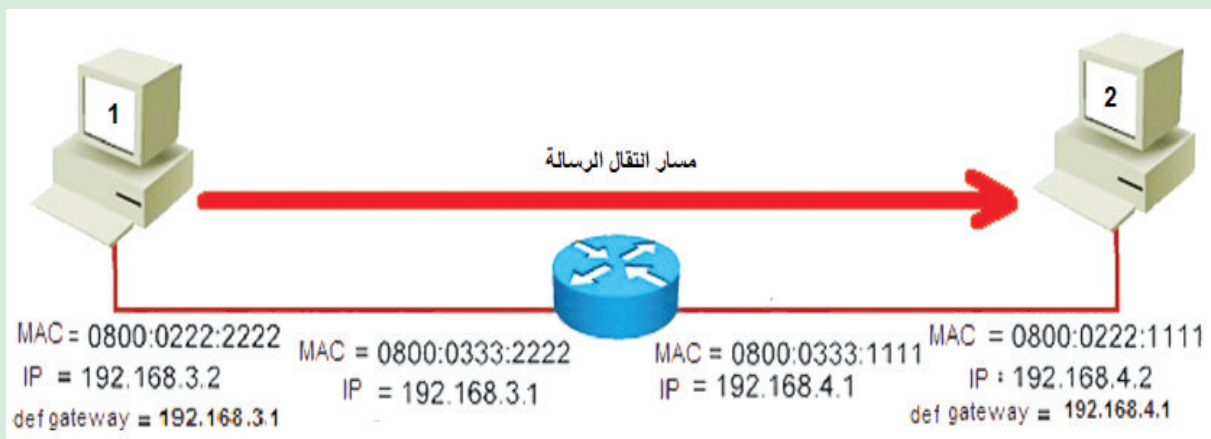 1
2
مسار انتقال الرسالة
MAC = 0800:0222:2222
IP = 192.168.3.2
def gateway = 192.168.3.1
MAC = 0800:0333:2222
IP = 192.168.3.1
MAC = 0800:0333:1111
IP = 192.168.4.1
MAC = 0800:0222:1111
IP : 192.168.4.2
def gateway = 192.168.4.1